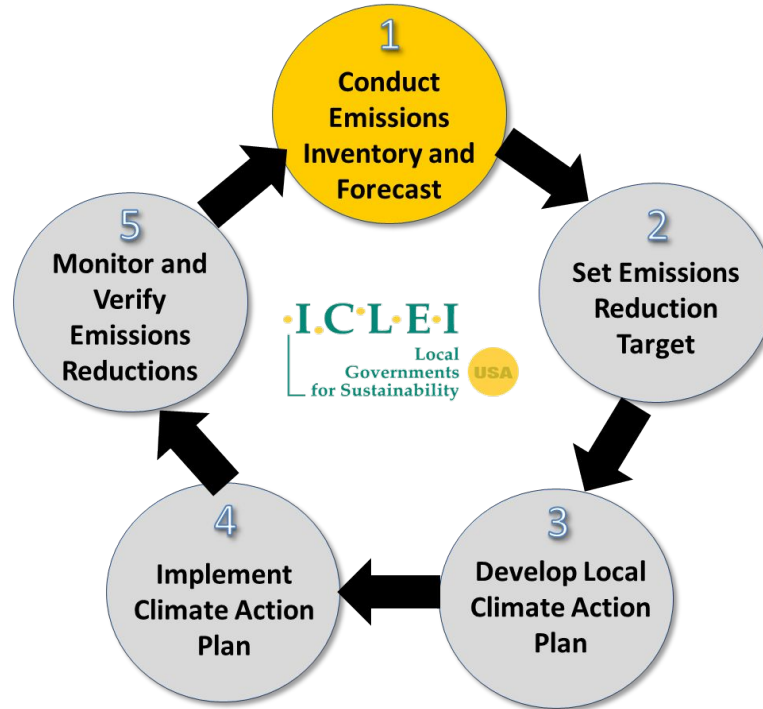 1
Conduct
Emissions
Inventory and
Forecast
2
Set Emissions
Reduction
Target
3
Develop Local
Climate Action
Plan
4
Implement
Climate Action
Plan
5
Monitor and
Verify
Emissions
Reductions
·I.C·L·E·I
Local
Governments
for Sustainability
USA